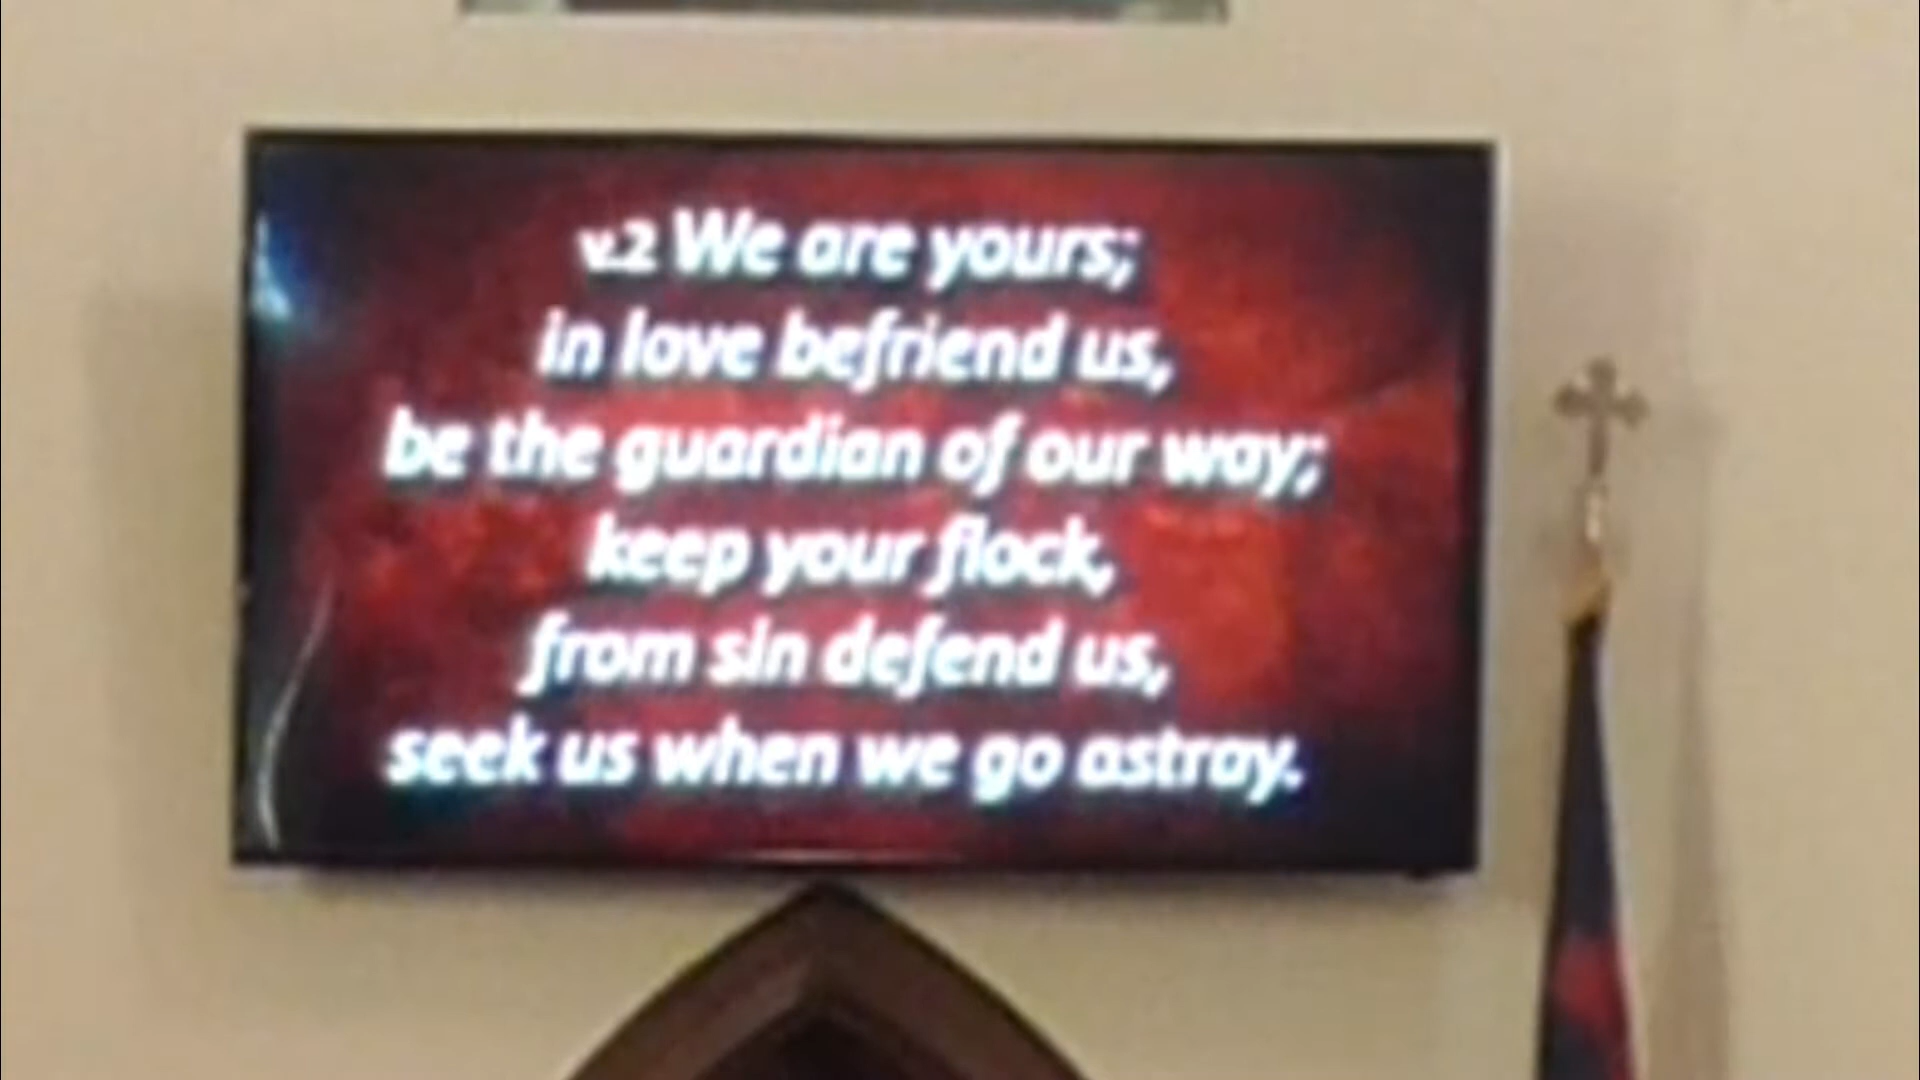 v.2 We are yours;
in love befriend us,
be the guardian of our way;
keep your flock,
from sin defend us,
seek us when we go astray.